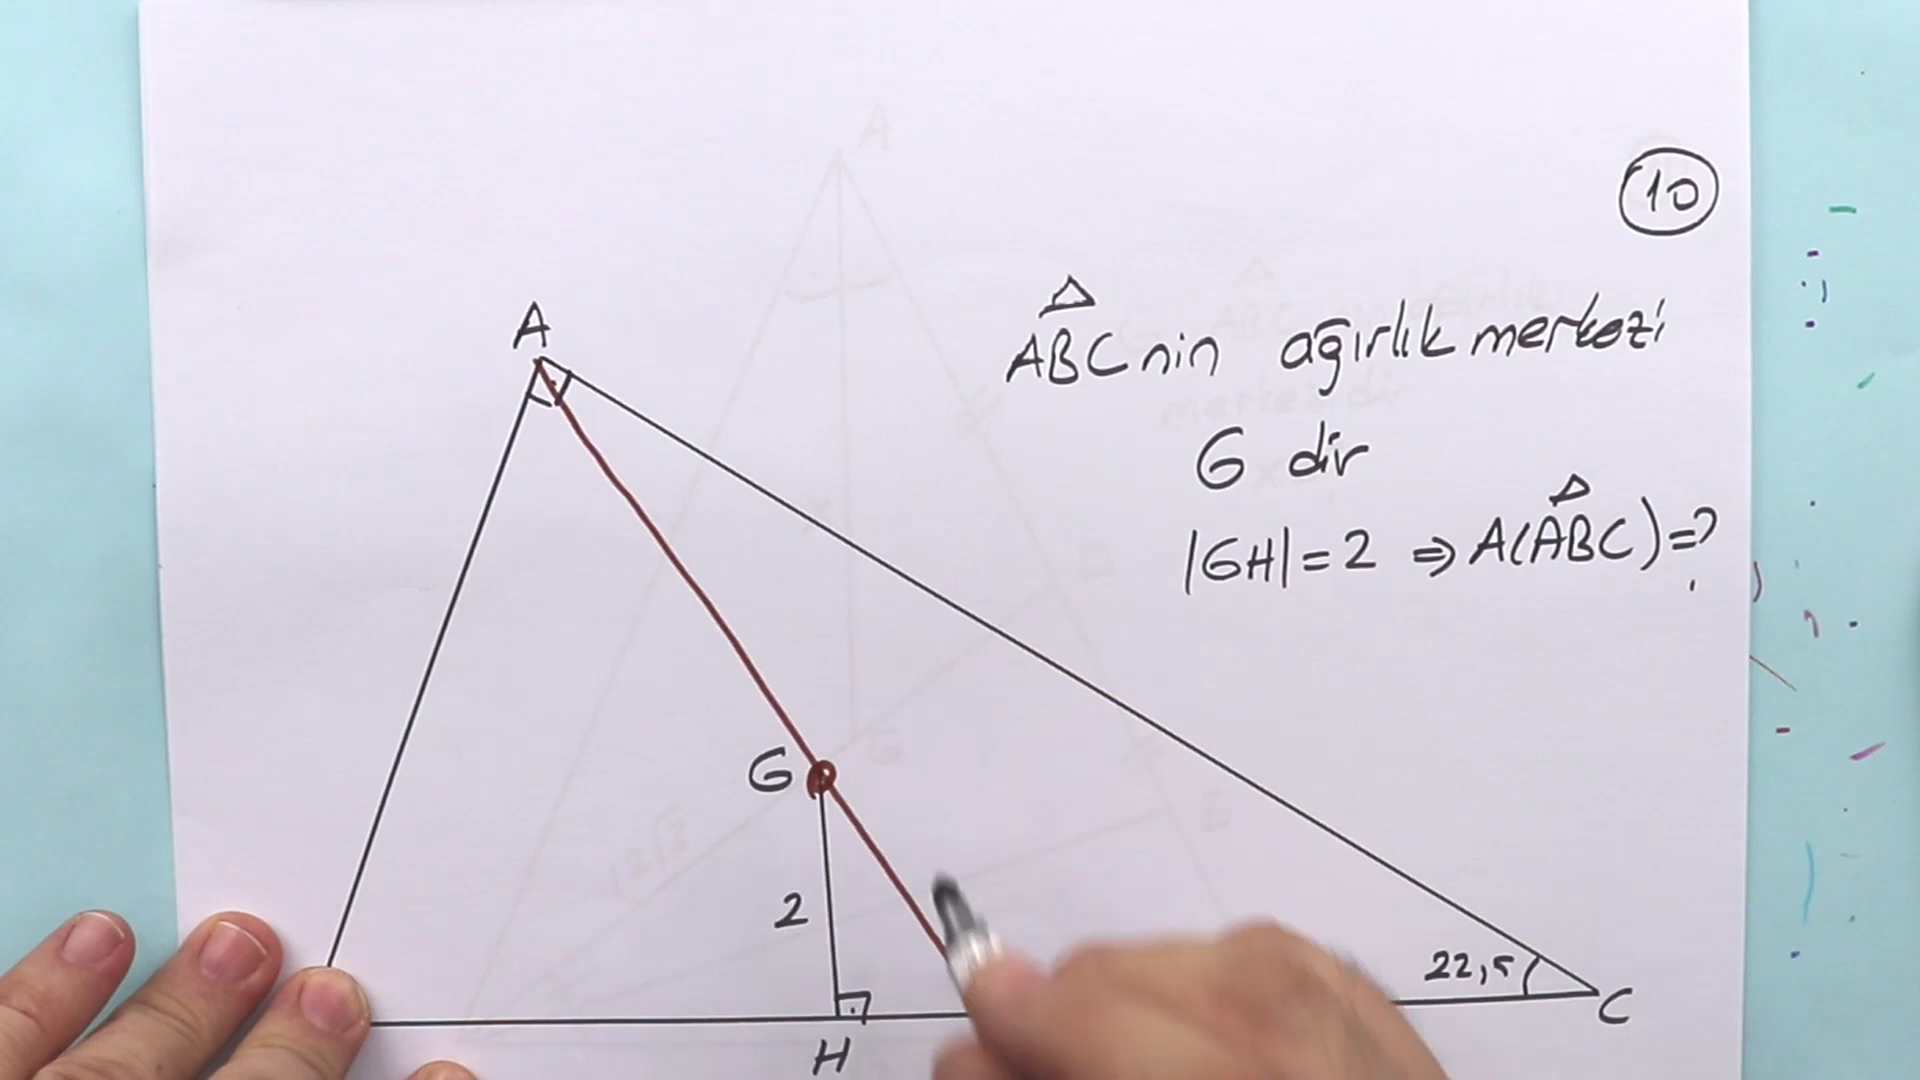 10
A
ABC nin ağırlık merkezi
G dir
|GH| = 2 ⇒ A(ABC) = ?
G
2
22,5
C
H